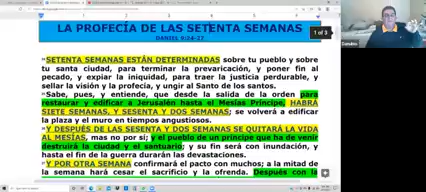 LA PROFECÍA DE LAS SETENTA SEMANAS
DANIEL 9:24-27
1 of 3
"SETENTA SEMANAS ESTÁN DETERMINADAS sobre tu pueblo y sobre
tu santa ciudad, para terminar la prevaricación, y poner fin al
pecado, y expiar la iniquidad, para traer la justicia perdurable, y
sellar la visión y la profecía, y ungir al Santo de los santos.
"Sabe, pues, y entiende, que desde la salida de la orden para
restaurar y edificar a Jerusalén hasta el Mesías Príncipe, HABRÁ
SIETE SEMANAS, Y SESENTA Y DOS SEMANAS; se volverá a edificar
la plaza y el muro en tiempos angustiosos.
"Y DESPUÉS DE LAS SESENTA Y DOS SEMANAS SE QUITARÁ LA VIDA
AL MESÍAS, mas no por sí; y el pueblo de un príncipe que ha de venir
destruirá la ciudad y el santuario; y su fin será con inundación, y
hasta el fin de la guerra durarán las devastaciones.
"Y POR OTRA SEMANA confirmará el pacto con muchos; a la mitad de
la semana hará cesar el sacrificio y la ofrenda. Después con la